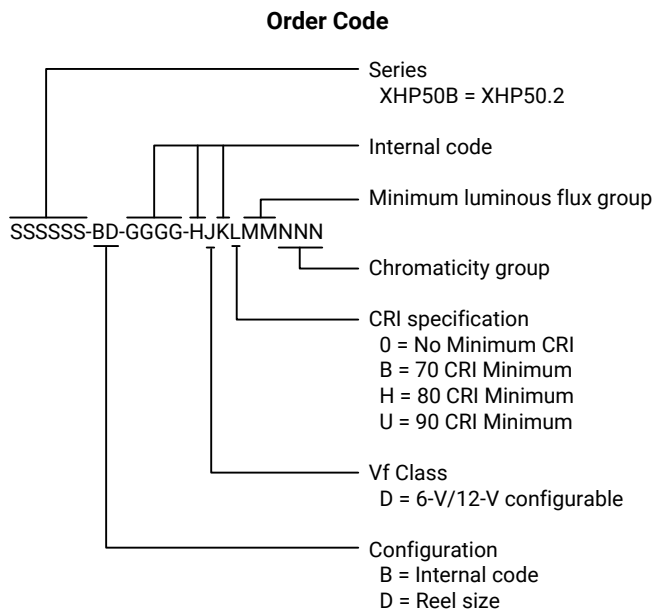 Order Code
Series
XHP50B = XHP50.2
Internal code
Minimum luminous flux group
SSSSSS-BD-GGGG-HJKLMMNNN
Chromaticity group
CRI specification
0 = No Minimum CRI
B = 70 CRI Minimum
H = 80 CRI Minimum
U = 90 CRI Minimum
Vf Class
D = 6-V/12-V configurable
Configuration
B = Internal code
D = Reel size